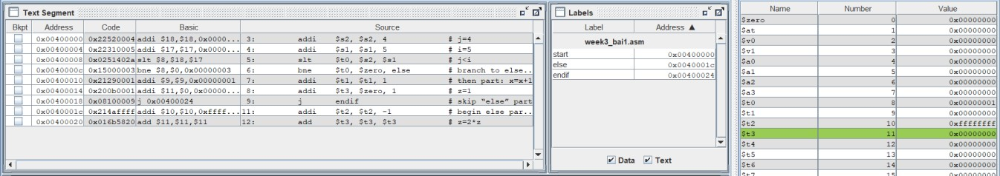 Text Segment
Bkpt Address Code Basic Source
0x00400000 0x22520004 addi $18,$18,0x0000... 3: addi $s2, $s2, 4 # j=4
0x00400004 0x22310005 addi $17,$17,0x0000... 4: addi $s1, $s1, 5 # i=5
0x00400008 0x0251402a slt $8,$18,$17 5: slt $t0, $s2, $s1 # j<i
0x0040000c 0x15000003 bne $8,$0,0x00000003 6: bne $t0, $zero, else # branch to else..
0x00400010 0x21290001 addi $9,$9,0x00000001 7: addi $t1, $t1, 1 # then part: x=x+1
0x00400014 0x200b0001 addi $11,$0,0x00000... 8: addi $t3, $zero, 1 # z=1
0x00400018 0x08100009 j 0x00400024 9: j endif # skip "else" part
0x0040001c 0x214affff addi $10,$10,0xffff... 11: addi $t2, $t2, -1 # begin else par..
0x00400020 0x016b5820 add $11,$11,$11 12: add $t3, $t3, $t3 # z=2*z
Labels
Label Address ▲
week3_bai1.asm
start 0x00400000
else 0x0040001c
endif 0x00400024
Data Text
Name Number Value
$zero 0 0x00000000
$at 1 0x00000000
$v0 2 0x00000000
$v1 3 0x00000000
$a0 4 0x00000000
$a1 5 0x00000000
$a2 6 0x00000000
$a3 7 0x00000000
$t0 8 0x00000001
$t1 9 0x00000000
$t2 10 0xffffffff
$t3 11 0x00000000
$t4 12 0x00000000
$t5 13 0x00000000
$t6 14 0x00000000
$t7 15 0x00000000